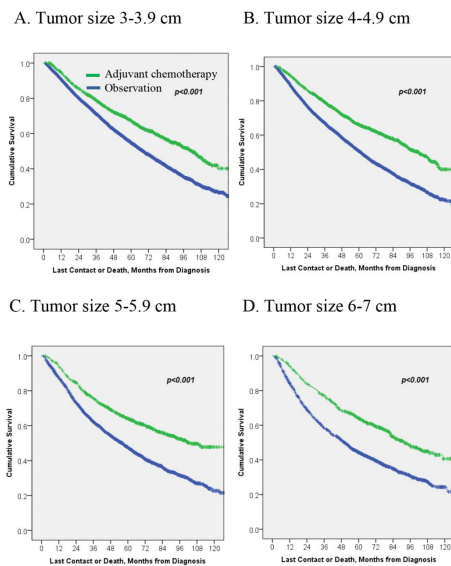 A. Tumor size 3-3.9 cm
Cumulative Survival
1.0
0.8
0.6
0.4
0.2
0.0
Adjuvant chemotherapy
Observation
p<0.001
0 12 24 36 48 60 72 84 96 108 120
Last Contact or Death, Months from Diagnosis
B. Tumor size 4-4.9 cm
Cumulative Survival
1.0
0.8
0.6
0.4
0.2
0.0
p<0.001
0 12 24 36 48 60 72 84 96 108 120
Last Contact or Death, Months from Diagnosis
C. Tumor size 5-5.9 cm
Cumulative Survival
1.0
0.8
0.6
0.4
0.2
0.0
p<0.001
0 12 24 36 48 60 72 84 96 108 120
Last Contact or Death, Months from Diagnosis
D. Tumor size 6-7 cm
Cumulative Survival
1.0
0.8
0.6
0.4
0.2
0.0
p<0.001
0 12 24 36 48 60 72 84 96 108 120
Last Contact or Death, Months from Diagnosis